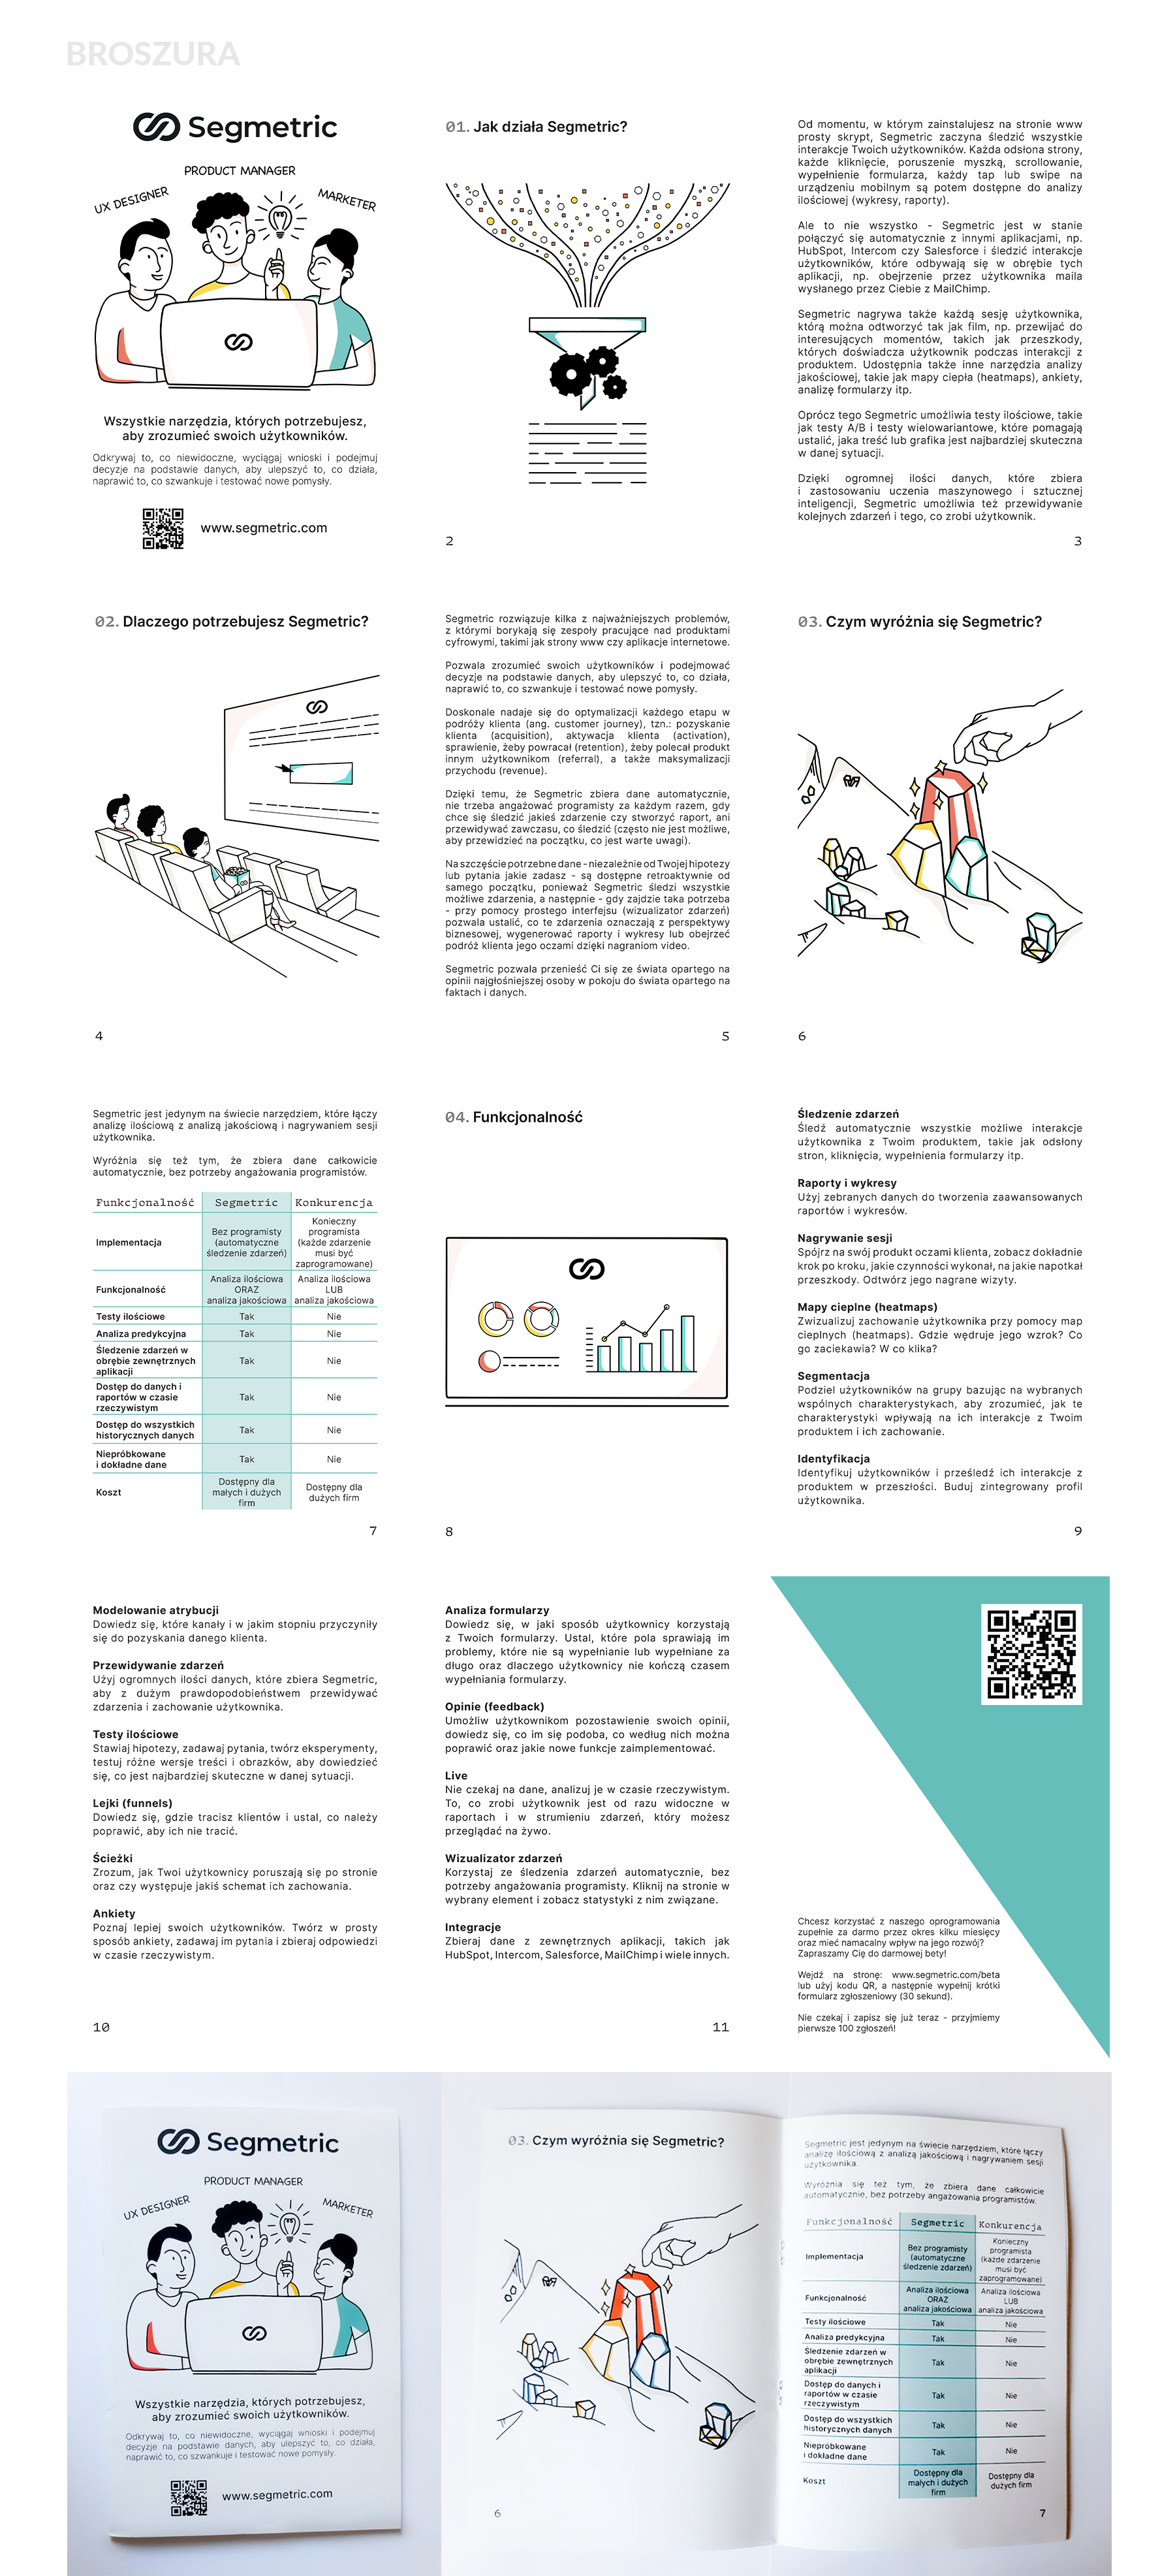 BROSZURA
Segmetric
PRODUCT MANAGER
UX DESIGNER
MARKETER
Wszystkie narzędzia, których potrzebujesz,
aby zrozumieć swoich użytkowników.
Odkrywaj to, co niewidoczne, wyciągaj wnioski i podejmuj
decyzje na podstawie danych, aby ulepszyć to, co działa,
naprawić to, co szwankuje i testować nowe pomysły.
www.segmetric.com
01. Jak działa Segmetric?
2
Od momentu, w którym zainstalujesz na stronie www
prosty skrypt, Segmetric zaczyna śledzić wszystkie
interakcje Twoich użytkowników. Każda odsłona strony,
każde kliknięcie, poruszenie myszką, scrollowanie,
wypełnienie formularza, każdy tap lub swipe na
urządzeniu mobilnym są potem dostępne do analizy
ilościowej (wykresy, raporty).
Ale to nie wszystko - Segmetric jest w stanie
połączyć się automatycznie z innymi aplikacjami, np.
HubSpot, Intercom czy Salesforce i śledzić interakcje
użytkowników, które odbywają się w obrębie tych
aplikacji, np. obejrzenie przez użytkownika maila
wysłanego przez Ciebie z MailChimp.
Segmetric nagrywa także każdą sesję użytkownika,
którą można odtworzyć tak jak film, np. przewijać do
interesujących momentów, takich jak przeszkody,
których doświadcza użytkownik podczas interakcji z
produktem. Udostępnia także inne narzędzia analizy
jakościowej, takie jak mapy ciepła (heatmaps), ankiety,
analizę formularzy itp.
Oprócz tego Segmetric umożliwia testy ilościowe, takie
jak testy A/B i testy wielowariantowe, które pomagają
ustalić, jaka treść lub grafika jest najbardziej skuteczna
w danej sytuacji.
Dzięki ogromnej ilości danych, które zbiera
i zastosowaniu uczenia maszynowego i sztucznej
inteligencji, Segmetric umożliwia też przewidywanie
kolejnych zdarzeń i tego, co zrobi użytkownik.
3
02. Dlaczego potrzebujesz Segmetric?
4
Segmetric rozwiązuje kilka z najważniejszych problemów,
z którymi borykają się zespoły pracujące nad produktami
cyfrowymi, takimi jak strony www czy aplikacje internetowe.
Pozwala zrozumieć swoich użytkowników i podejmować
decyzje na podstawie danych, aby ulepszyć to, co działa,
naprawić to, co szwankuje i testować nowe pomysły.
Doskonale nadaje się do optymalizacji każdego etapu w
podróży klienta (ang. customer journey), tzn.: pozyskanie
klienta (acquisition), aktywacja klienta (activation),
sprawienie, żeby powracał (retention), żeby polecał produkt
innym użytkownikom (referral), a także maksymalizacji
przychodu (revenue).
Dzięki temu, że Segmetric zbiera dane automatycznie,
nie trzeba angażować programisty za każdym razem, gdy
chce się śledzić jakieś zdarzenie czy stworzyć raport, ani
przewidywać zawczasu, co śledzić (często nie jest możliwe,
aby przewidzieć na początku, co jest warte uwagi).
Na szczęście potrzebne dane - niezależnie od Twojej hipotezy
lub pytania jakie zadasz - są dostępne retroaktywnie od
samego początku, ponieważ Segmetric śledzi wszystkie
możliwe zdarzenia, a następnie - gdy zajdzie taka potrzeba
- przy pomocy prostego interfejsu (wizualizator zdarzeń)
pozwala ustalić, co te zdarzenia oznaczają z perspektywy
biznesowej, wygenerować raporty i wykresy lub obejrzeć
podróż klienta jego oczami dzięki nagraniom video.
Segmetric pozwala przenieść Ci się ze świata opartego na
opinii najgłośniejszej osoby w pokoju do świata opartego na
faktach i danych.
5
03. Czym wyróżnia się Segmetric?
6
Segmetric jest jedynym na świecie narzędziem, które łączy
analizę ilościową z analizą jakościową i nagrywaniem sesji
użytkownika.
Wyróżnia się też tym, że zbiera dane całkowicie
automatycznie, bez potrzeby angażowania programistów.
Funkcjonalność Segmetric Konkurencja
Implementacja
Bez programisty
(automatyczne
śledzenie zdarzeń)
Konieczny
programista
(każde zdarzenie
musi być
zaprogramowane)
Funkcjonalność
Analiza ilościowa
ORAZ
analiza jakościowa
Analiza ilościowa
LUB
analiza jakościowa
Testy ilościowe Tak Nie
Analiza predykcyjna Tak Nie
Śledzenie zdarzeń w
obrębie zewnętrznych
aplikacji
Tak Nie
Dostęp do danych i
raportów w czasie
rzeczywistym
Tak Nie
Dostęp do wszystkich
historycznych danych
Tak Nie
Niepróbkowane
i dokładne dane
Tak Nie
Koszt
Dostępny dla
małych i dużych
firm
Dostępny dla
dużych firm
7
04. Funkcjonalność
8
Śledzenie zdarzeń
Śledź automatycznie wszystkie możliwe interakcje
użytkownika z Twoim produktem, takie jak odsłony
stron, kliknięcia, wypełnienia formularzy itp.
Raporty i wykresy
Użyj zebranych danych do tworzenia zaawansowanych
raportów i wykresów.
Nagrywanie sesji
Spójrz na swój produkt oczami klienta, zobacz dokładnie
krok po kroku, jakie czynności wykonał, na jakie napotkał
przeszkody. Odtwórz jego nagrane wizyty.
Mapy cieplne (heatmaps)
Zwizualizuj zachowanie użytkownika przy pomocy map
cieplnych (heatmaps). Gdzie wędruje jego wzrok? Co
go zaciekawia? W co klika?
Segmentacja
Podziel użytkowników na grupy bazując na wybranych
wspólnych charakterystykach, aby zrozumieć, jak te
charakterystyki wpływają na ich interakcje z Twoim
produktem i ich zachowanie.
Identyfikacja
Identyfikuj użytkowników i prześledź ich interakcje z
produktem w przeszłości. Buduj zintegrowany profil
użytkownika.
9
Modelowanie atrybucji
Dowiedz się, które kanały i w jakim stopniu przyczyniły
się do pozyskania danego klienta.
Przewidywanie zdarzeń
Użyj ogromnych ilości danych, które zbiera Segmetric,
aby z dużym prawdopodobieństwem przewidywać
zdarzenia i zachowanie użytkownika.
Testy ilościowe
Stawiaj hipotezy, zadawaj pytania, twórz eksperymenty,
testuj różne wersje treści i obrazków, aby dowiedzieć
się, co jest najbardziej skuteczne w danej sytuacji.
Lejki (funnels)
Dowiedz się, gdzie tracisz klientów i ustal, co należy
poprawić, aby ich nie tracić.
Ścieżki
Zrozum, jak Twoi użytkownicy poruszają się po stronie
oraz czy występuje jakiś schemat ich zachowania.
Ankiety
Poznaj lepiej swoich użytkowników. Twórz w prosty
sposób ankiety, zadawaj im pytania i zbieraj odpowiedzi
w czasie rzeczywistym.
10
Analiza formularzy
Dowiedz się, w jaki sposób użytkownicy korzystają
z Twoich formularzy. Ustal, które pola sprawiają im
problemy, które nie są wypełnianie lub wypełniane za
długo oraz dlaczego użytkownicy nie kończą czasem
wypełniania formularzy.
Opinie (feedback)
Umożliw użytkownikom pozostawienie swoich opinii,
dowiedz się, co im się podoba, co według nich można
poprawić oraz jakie nowe funkcje zaimplementować.
Live
Nie czekaj na dane, analizuj je w czasie rzeczywistym.
To, co zrobi użytkownik jest od razu widoczne w
raportach i w strumieniu zdarzeń, który możesz
przeglądać na żywo.
Wizualizator zdarzeń
Korzystaj ze śledzenia zdarzeń automatycznie, bez
potrzeby angażowania programisty. Kliknij na stronie w
wybrany element i zobacz statystyki z nim związane.
Integracje
Zbieraj dane z zewnętrznych aplikacji, takich jak
HubSpot, Intercom, Salesforce, MailChimp i wiele innych.
11
Chcesz korzystać z naszego oprogramowania
zupełnie za darmo przez okres kilku miesięcy
oraz mieć namacalny wpływ na jego rozwój?
Zapraszamy Cię do darmowej bety!
Wejdź na stronę: www.segmetric.com/beta
lub użyj kodu QR, a następnie wypełnij krótki
formularz zgłoszeniowy (30 sekund).
Nie czekaj i zapisz się już teraz - przyjmiemy
pierwsze 100 zgłoszeń!
Segmetric
PRODUCT MANAGER
UX DESIGNER
MARKETER
Wszystkie narzędzia, których potrzebujesz,
aby zrozumieć swoich użytkowników.
Odkrywaj to, co niewidoczne, wyciągaj wnioski i podejmuj
decyzje na podstawie danych, aby ulepszyć to, co działa,
naprawić to, co szwankuje i testować nowe pomysły.
www.segmetric.com
03. Czym wyróżnia się Segmetric?
6
Segmetric jest jedynym na świecie narzędziem, które łączy
analizę ilościową z analizą jakościową i nagrywaniem sesji
użytkownika.
Wyróżnia się też tym, że zbiera dane całkowicie
automatycznie, bez potrzeby angażowania programistów.
Funkcjonalność Segmetric Konkurencja
Implementacja
Bez programisty
(automatyczne
śledzenie zdarzeń)
Konieczny
programista
(każde zdarzenie
musi być
zaprogramowane)
Funkcjonalność
Analiza ilościowa
ORAZ
analiza jakościowa
Analiza ilościowa
LUB
analiza jakościowa
Testy ilościowe Tak Nie
Analiza predykcyjna Tak Nie
Śledzenie zdarzeń w
obrębie zewnętrznych
aplikacji
Tak Nie
Dostęp do danych i
raportów w czasie
rzeczywistym
Tak Nie
Dostęp do wszystkich
historycznych danych
Tak Nie
Niepróbkowane
i dokładne dane
Tak Nie
Koszt
Dostępny dla
małych i dużych
firm
Dostępny dla
dużych firm
7